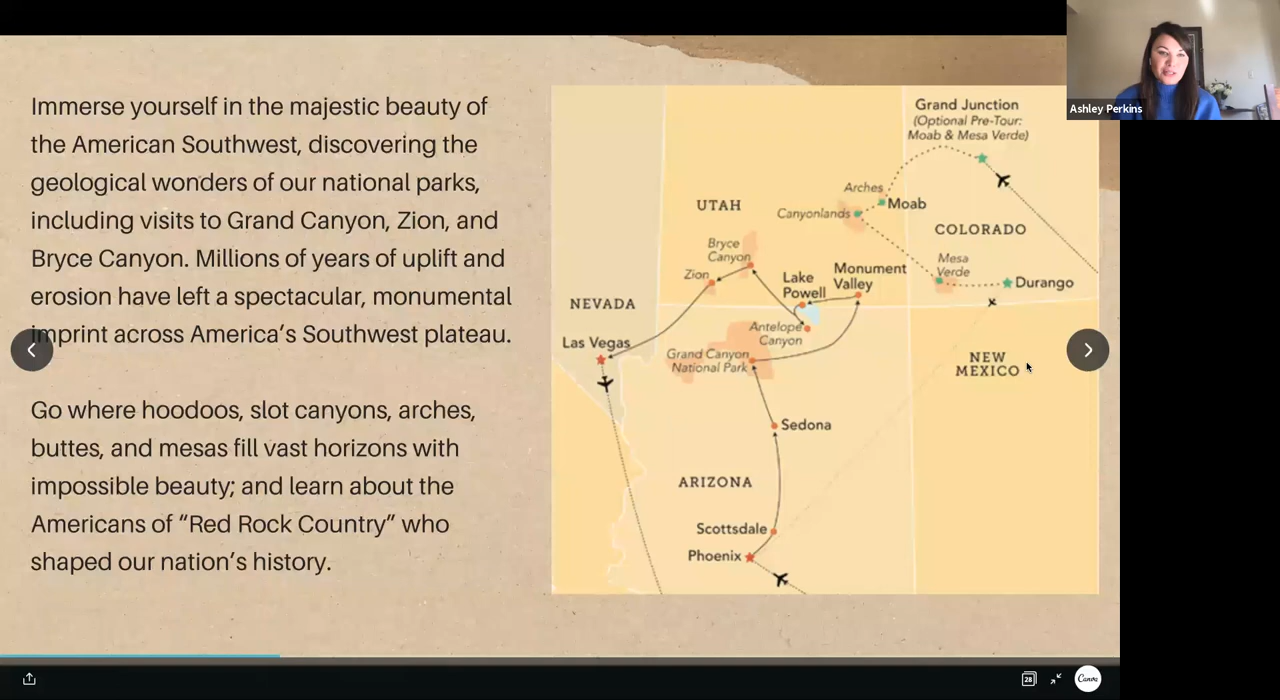 Immerse yourself in the majestic beauty of
the American Southwest, discovering the
geological wonders of our national parks,
including visits to Grand Canyon, Zion, and
Bryce Canyon. Millions of years of uplift and
erosion have left a spectacular, monumental
imprint across America's Southwest plateau.
Go where hoodoos, slot canyons, arches,
buttes, and mesas fill vast horizons with
impossible beauty; and learn about the
Americans of “Red Rock Country” who
shaped our nation's history.
Ashley Perkins
Grand Junction
(Optional Pre-Tour:
Moab & Mesa Verde)
Arches
Moab
UTAH
Canyonlands
COLORADO
Bryce
Canyon
Zion
Mesa
Verde
Durango
Lake
Powell
Monument
Valley
NEVADA
Antelope
Canyon
Las Vegas
Grand Canyon
National Park
NEW
MEXICO
Sedona
ARIZONA
Scottsdale
Phoenix
28
Canva